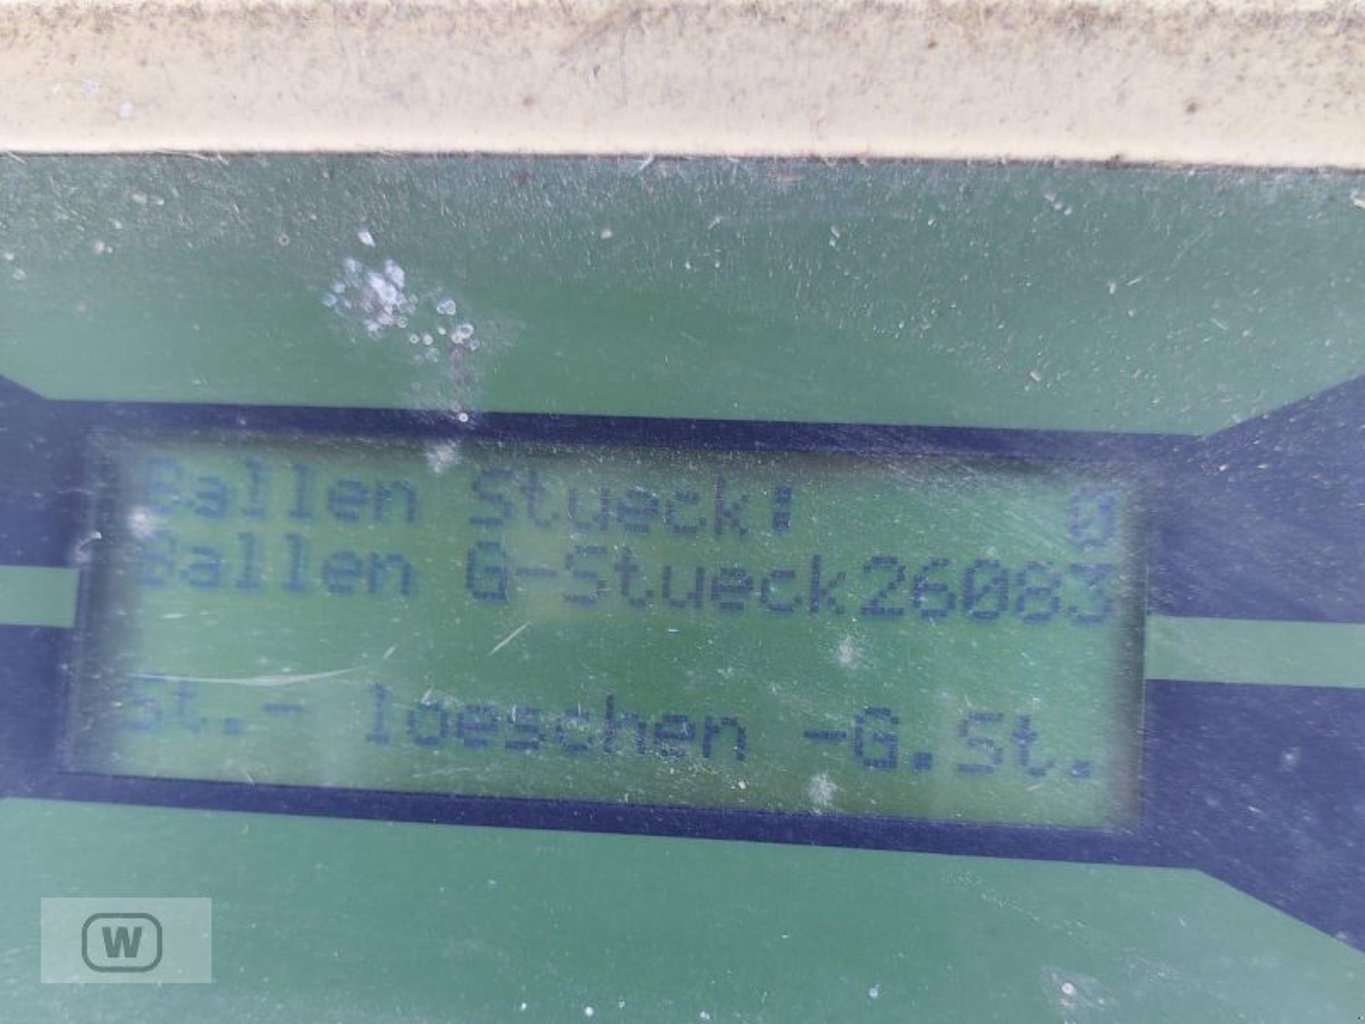 Ballen Stueck: 0
Ballen G-Stueck26083
St.- loeschen -G.St.
W